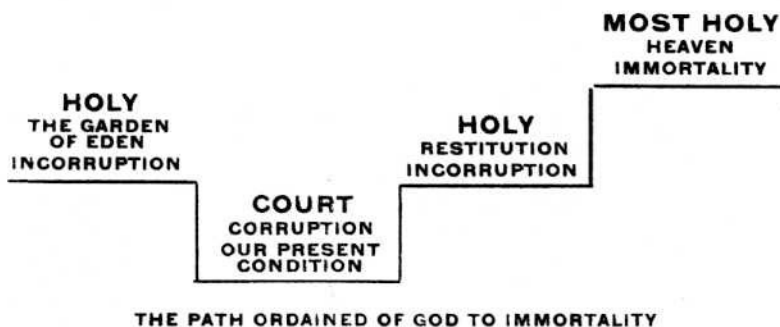 HOLY
THE GARDEN
OF EDEN
INCORRUPTION
COURT
CORRUPTION
OUR PRESENT
CONDITION
HOLY
RESTITUTION
INCORRUPTION
MOST HOLY
HEAVEN
IMMORTALITY
THE PATH ORDAINED OF GOD TO IMMORTALITY